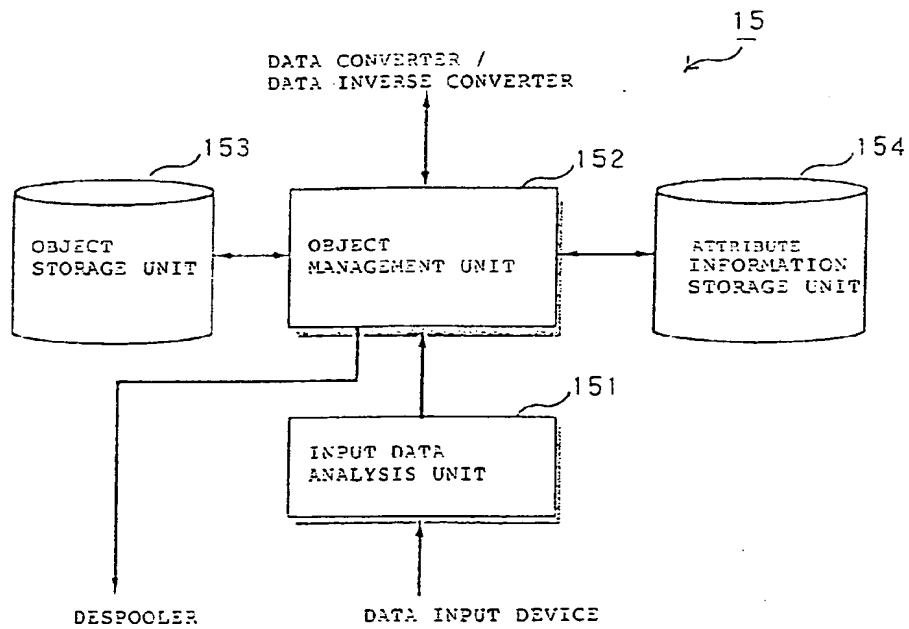 15
DATA CONVERTER /
DATA INVERSE CONVERTER
153
152
154
OBJECT
STORAGE UNIT
OBJECT
MANAGEMENT UNIT
ATTRIBUTE
INFORMATION
STORAGE UNIT
151
INPUT DATA
ANALYSIS UNIT
DESPOOLER
DATA INPUT DEVICE